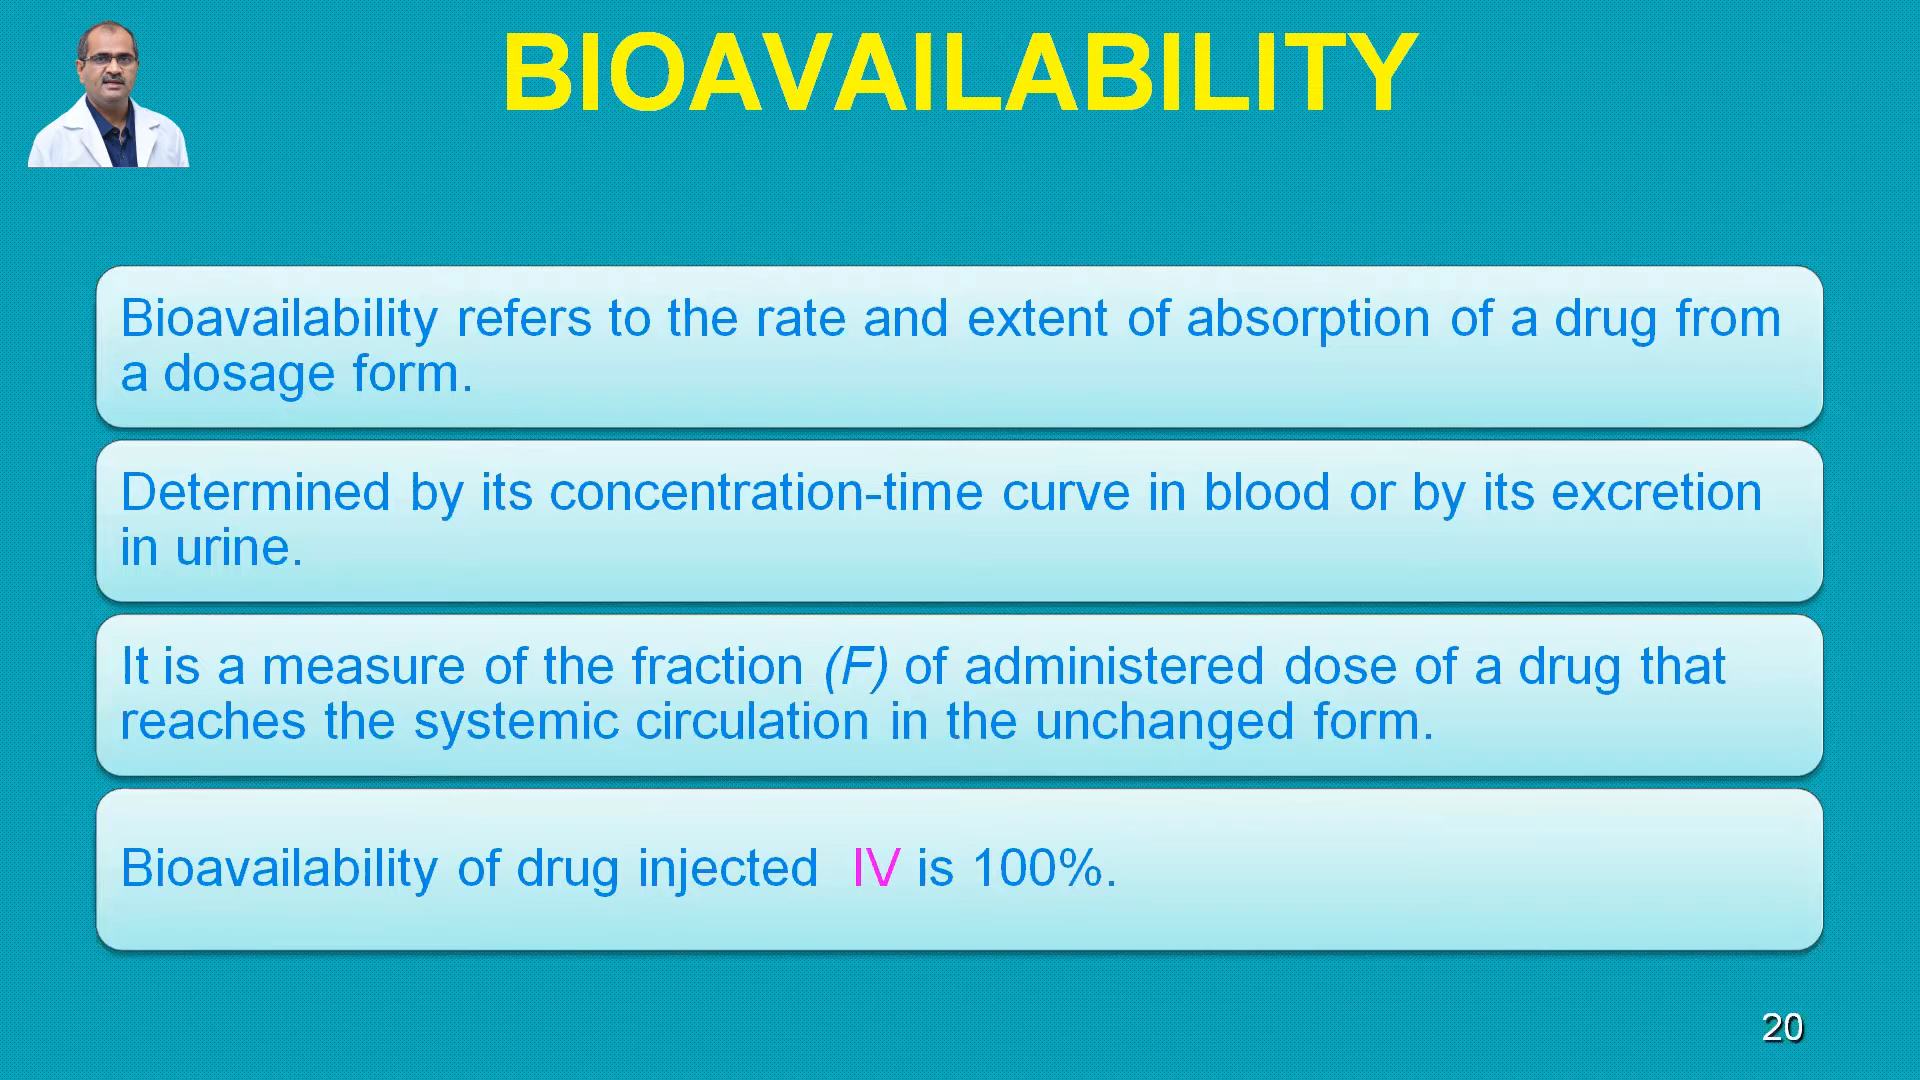 BIOAVAILABILITY
Bioavailability refers to the rate and extent of absorption of a drug from
a dosage form.
Determined by its concentration-time curve in blood or by its excretion
in urine.
It is a measure of the fraction (F) of administered dose of a drug that
reaches the systemic circulation in the unchanged form.
Bioavailability of drug injected IV is 100%.
20